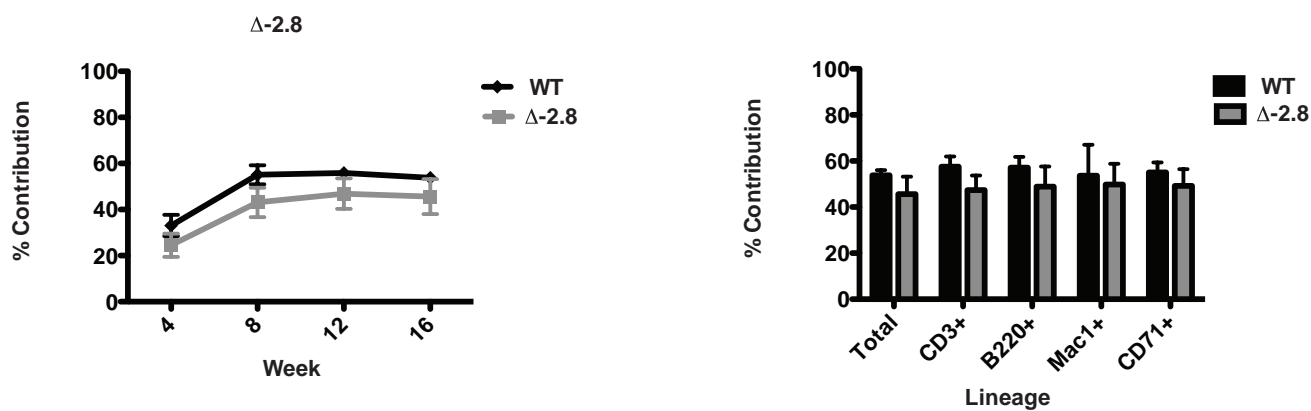 Δ-2.8
% Contribution
100
80
60
40
20
0
4
8
12
16
Week
WT
Δ-2.8
% Contribution
100
80
60
40
20
0
Total
CD3+
B220+
Mac1+
CD71+
Lineage
WT
Δ-2.8